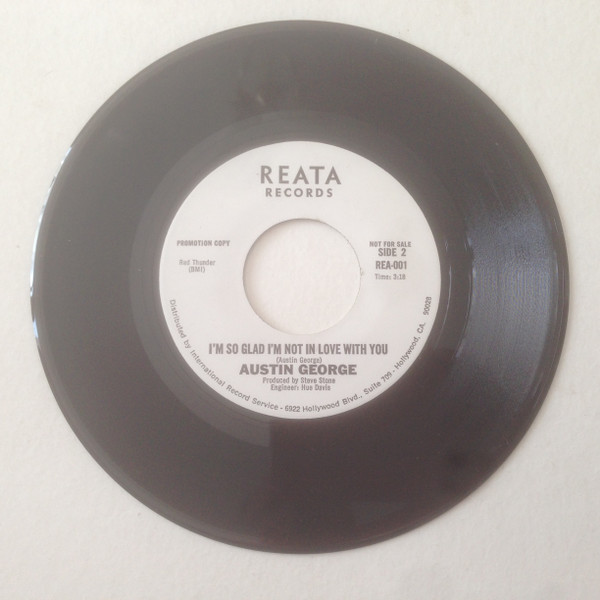 REATA
RECORDS
PROMOTION COPY
Red Thunder
(BMI)
NOT FOR SALE
SIDE 2
REA-001
Time: 3:18
I'M SO GLAD I'M NOT IN LOVE WITH YOU
(Austin George)
AUSTIN GEORGE
Produced by Steve Stone
Engineer: Hue Davis
Distributed by International Record Service - 6922 Hollywood Blvd., Suite 709 - Hollywood, CA. 90028